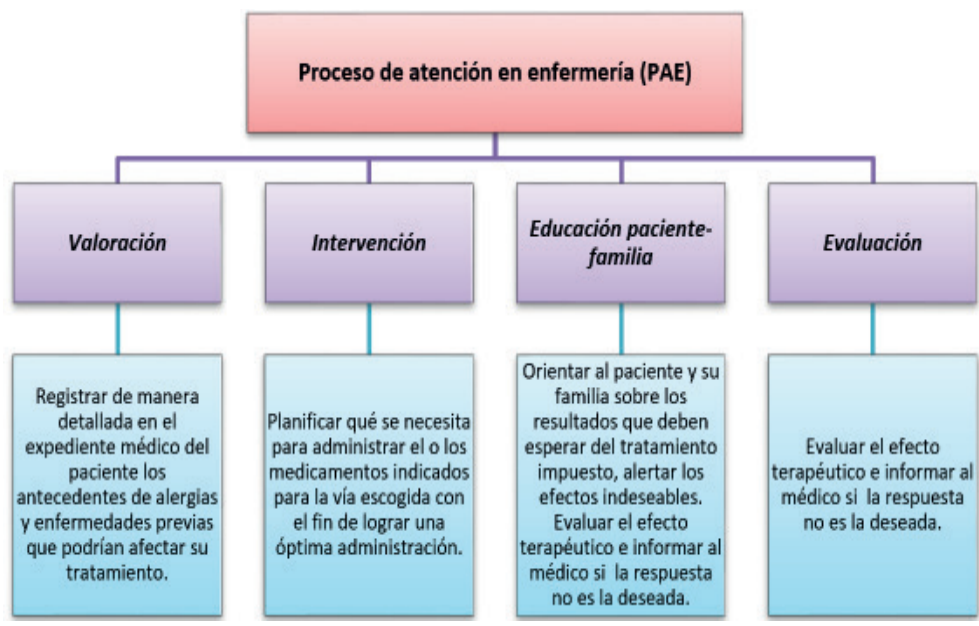 Proceso de atención en enfermería (PAE)
Valoración
Intervención
Educación paciente-
familia
Evaluación
Registrar de manera
detallada en el
expediente médico del
paciente los
antecedentes de alergias
y enfermedades previas
que podrían afectar su
tratamiento.
Planificar qué se necesita
para administrar el o los
medicamentos indicados
para la vía escogida con
el fin de lograr una
óptima administración.
Orientar al paciente y su
familia sobre los
resultados que deben
esperar del tratamiento
impuesto, alertar los
efectos indeseables.
Evaluar el efecto
terapéutico e informar al
médico si la respuesta
no es la deseada.
Evaluar el efecto
terapéutico e informar al
médico si la respuesta
no es la deseada.